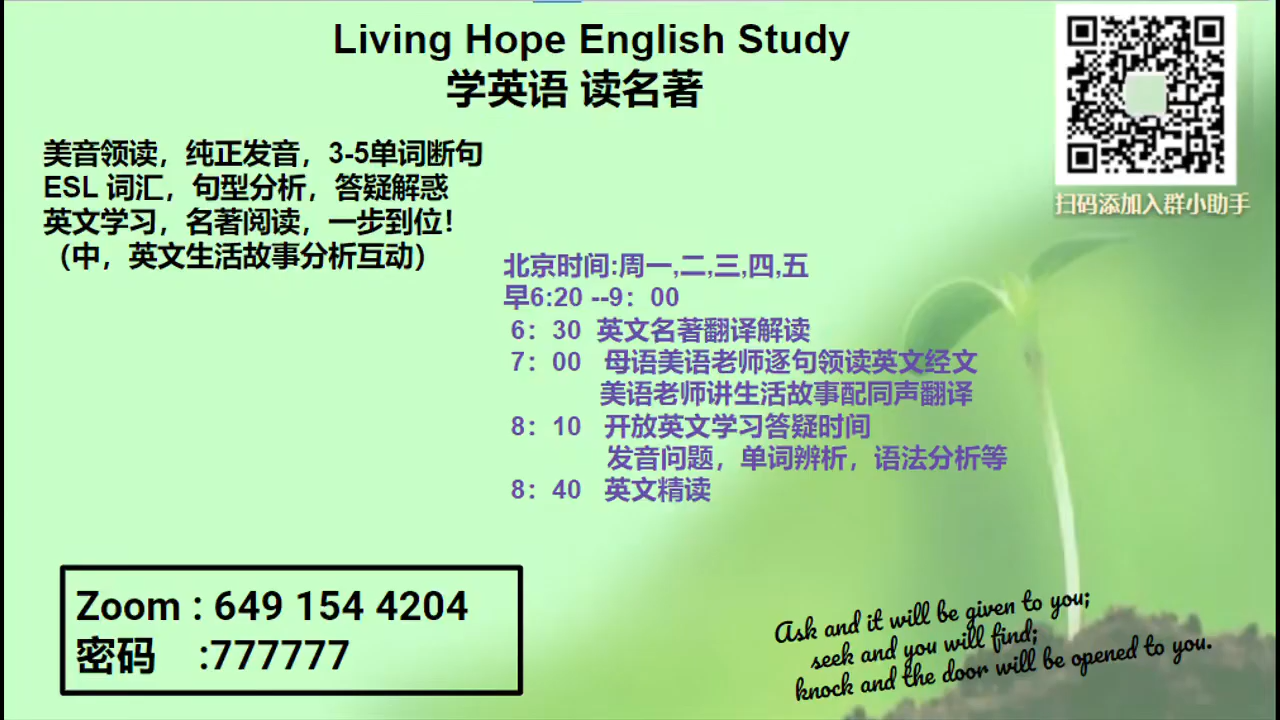 Living Hope English Study
学英语 读名著
扫码添加入群小助手
美音领读，纯正发音，3-5单词断句
ESL 词汇，句型分析，答疑解惑
英文学习，名著阅读，一步到位！
（中，英文生活故事分析互动）
北京时间:周一,二,三,四,五
早6:20 --9：00
6：30 英文名著翻译解读
7：00 母语美语老师逐句领读英文经文
美语老师讲生活故事配同声翻译
8：10 开放英文学习答疑时间
发音问题，单词辨析，语法分析等
8：40 英文精读
Zoom : 649 154 4204
密码 :777777
Ask and it will be given to you;
seek and you will find;
knock and the door will be opened to you.